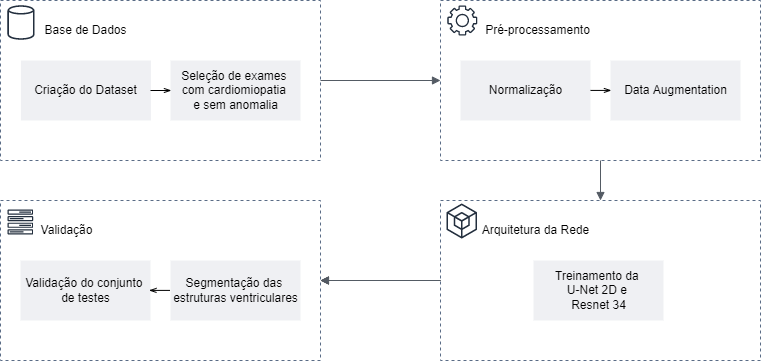 Base de Dados
Criação do Dataset
Seleção de exames
com cardiomiopatia
e sem anomalia
Pré-processamento
Normalização
Data Augmentation
Arquitetura da Rede
Treinamento da
U-Net 2D e
Resnet 34
Validação
Segmentação das
estruturas ventriculares
Validação do conjunto
de testes